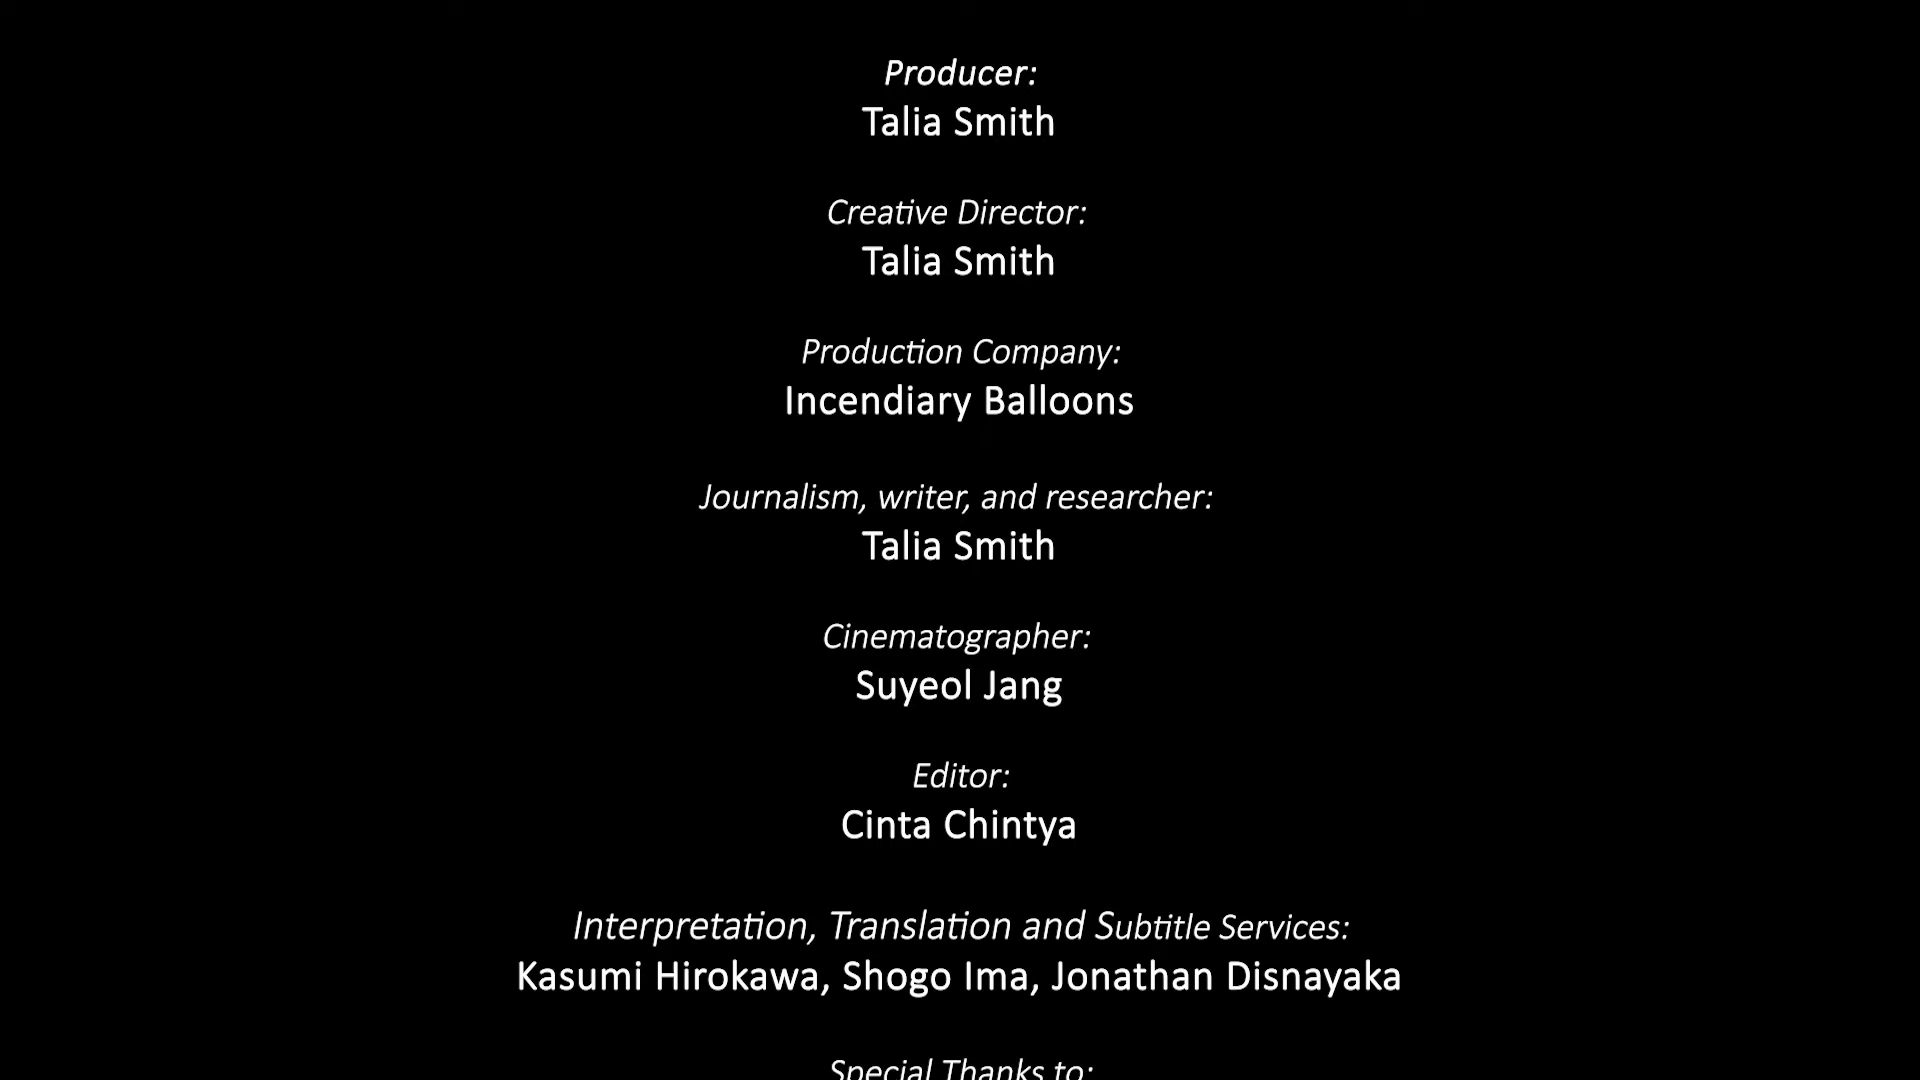 Producer:
Talia Smith
Creative Director:
Talia Smith
Production Company:
Incendiary Balloons
Journalism, writer, and researcher:
Talia Smith
Cinematographer:
Suyeol Jang
Editor:
Cinta Chintya
Interpretation, Translation and Subtitle Services:
Kasumi Hirokawa, Shogo Ima, Jonathan Disnayaka
Special Thanks to: